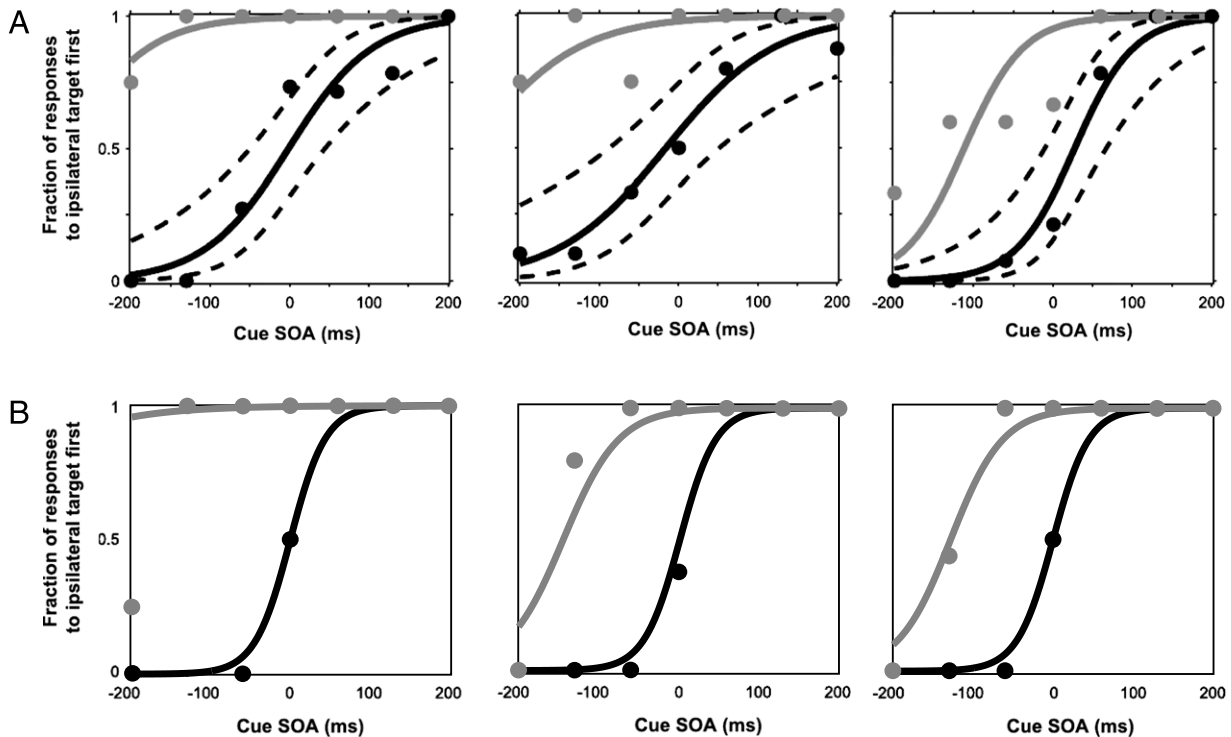 A
Fraction of responses
to ipsilateral target first
1
0.5
0
-200 -100 0 100 200
-200 -100 0 100 200
-200 -100 0 100 200
Cue SOA (ms)
Cue SOA (ms)
Cue SOA (ms)
B
Fraction of responses
to ipsilateral target first
1
0.5
0
-200 -100 0 100 200
-200 -100 0 100 200
-200 -100 0 100 200
Cue SOA (ms)
Cue SOA (ms)
Cue SOA (ms)